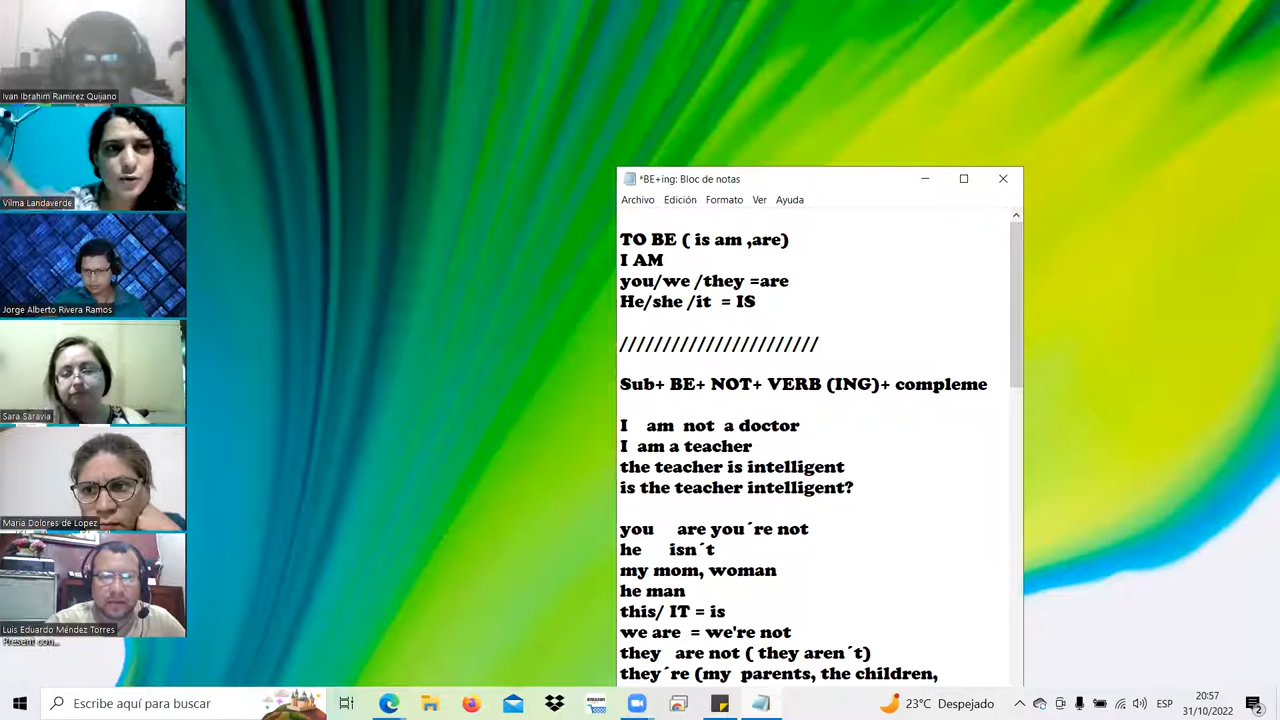 Ivan Ibrahim Ramirez Quijano
Vilma Landaverde
Jorge Alberto Rivera Ramos
Sara Saravia
Maria Dolores de Lopez
Luis Eduardo Méndez Torres
Present con...
*BE+ing: Bloc de notas
Archivo Edición Formato Ver Ayuda
TO BE ( is am ,are)
I AM
you/we /they =are
He/she /it = IS
///////////////////////
Sub+ BE+ NOT+ VERB (ING)+ compleme
I am not a doctor
I am a teacher
the teacher is intelligent
is the teacher intelligent?
you are you´re not
he isn´t
my mom, woman
he man
this/ IT = is
we are = we're not
they are not ( they aren´t)
they´re (my parents, the children,
Escribe aquí para buscar
amazon
23°C Despejado
ESP
20:57
31/10/2022
2